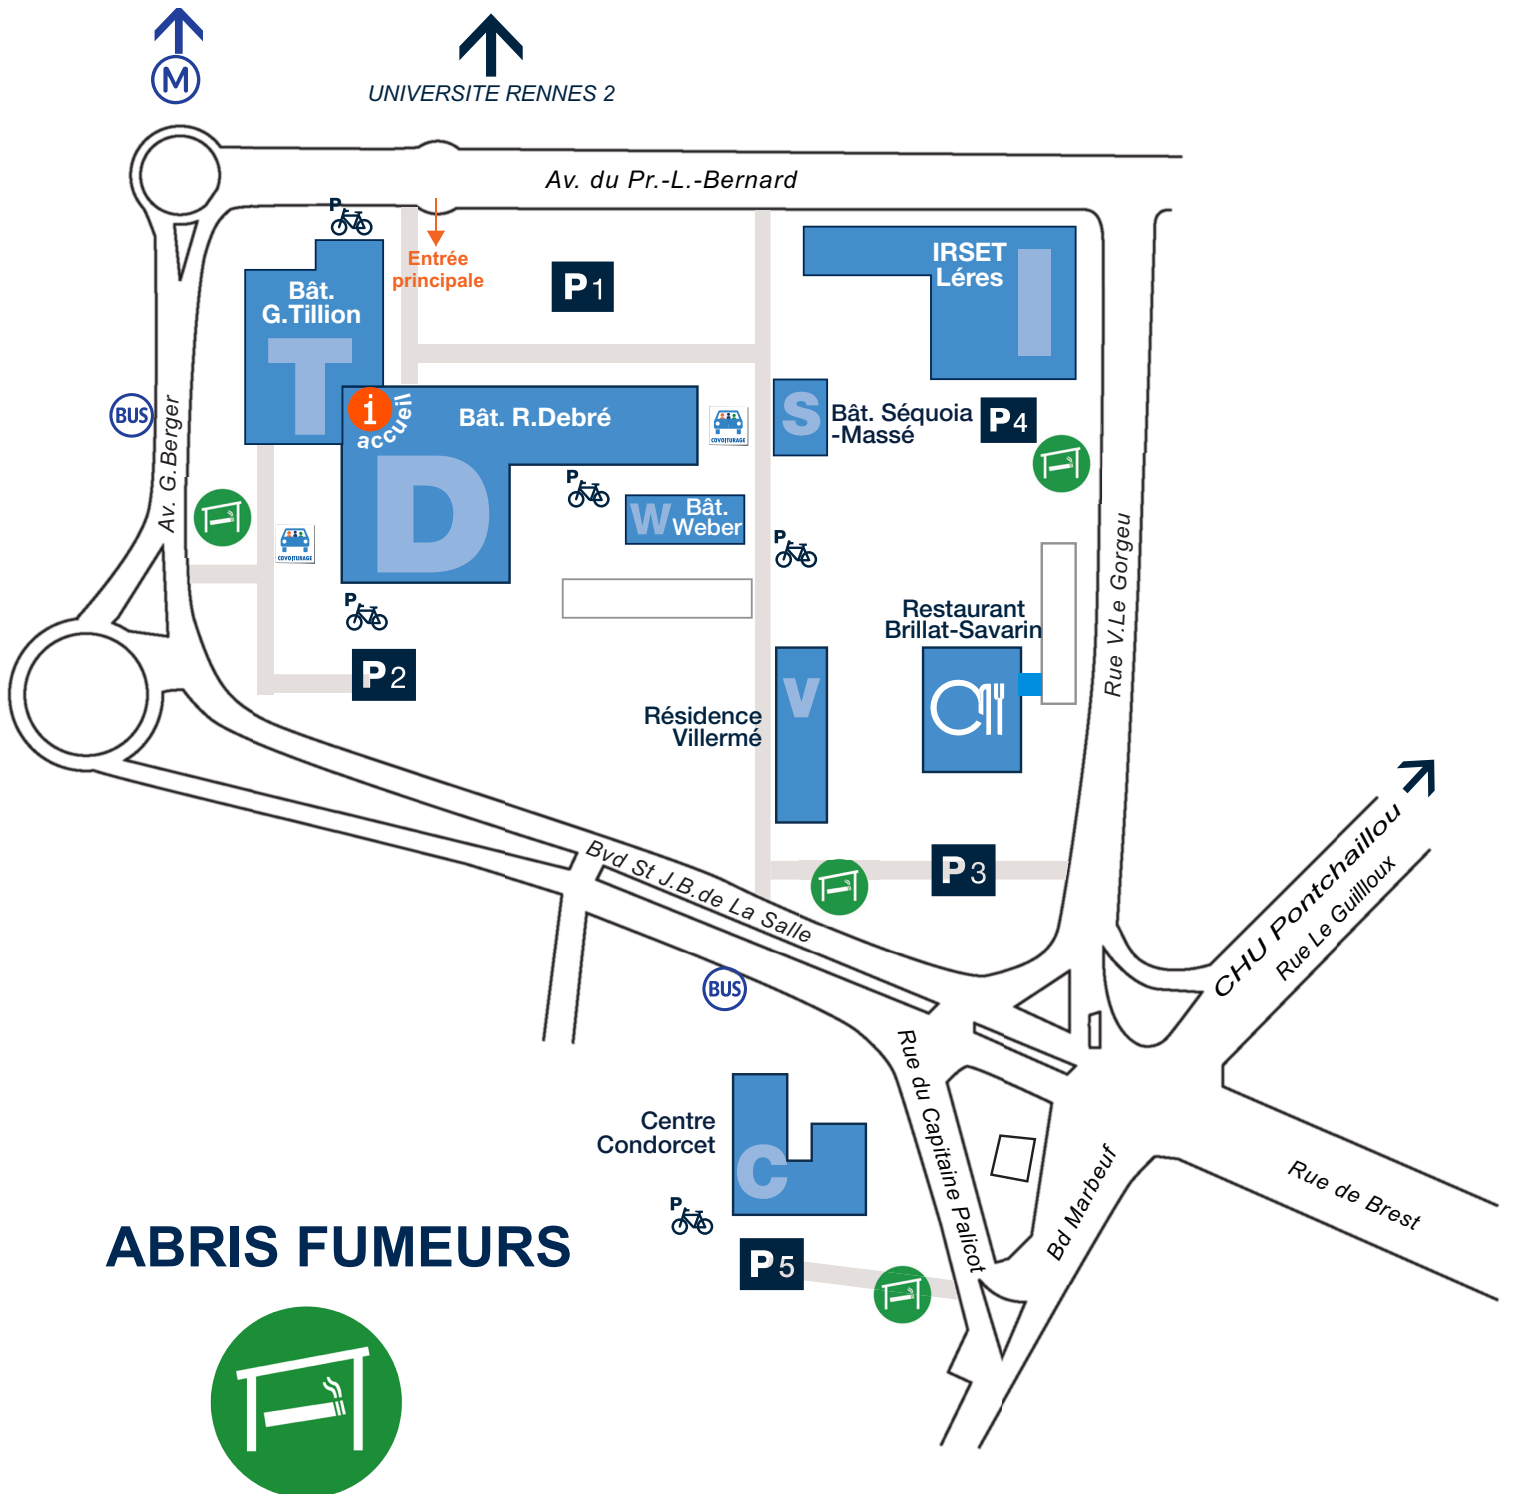 M
UNIVERSITE RENNES 2
Av. du Pr.-L.-Bernard
P
Entrée
principale
P1
IRSET
Léres
I
Bât.
G.Tillion
T
BUS
Av. G.Berger
i
accueil
Bât. R.Debré
D
COVOITURAGE
S
Bât. Séquoia
-Massé
P4
P
W
Bât.
Weber
P
COVOITURAGE
P
P2
Rue V.Le Gorgeu
Restaurant
Brillat-Savarin
V
Résidence
Villermé
P3
Bvd St J.B.de La Salle
BUS
CHU Pontchaillou
Rue Le Guillloux
Rue du Capitaine Palicot
Centre
Condorcet
C
P
P5
Bd Marbeuf
Rue de Brest
ABRIS FUMEURS